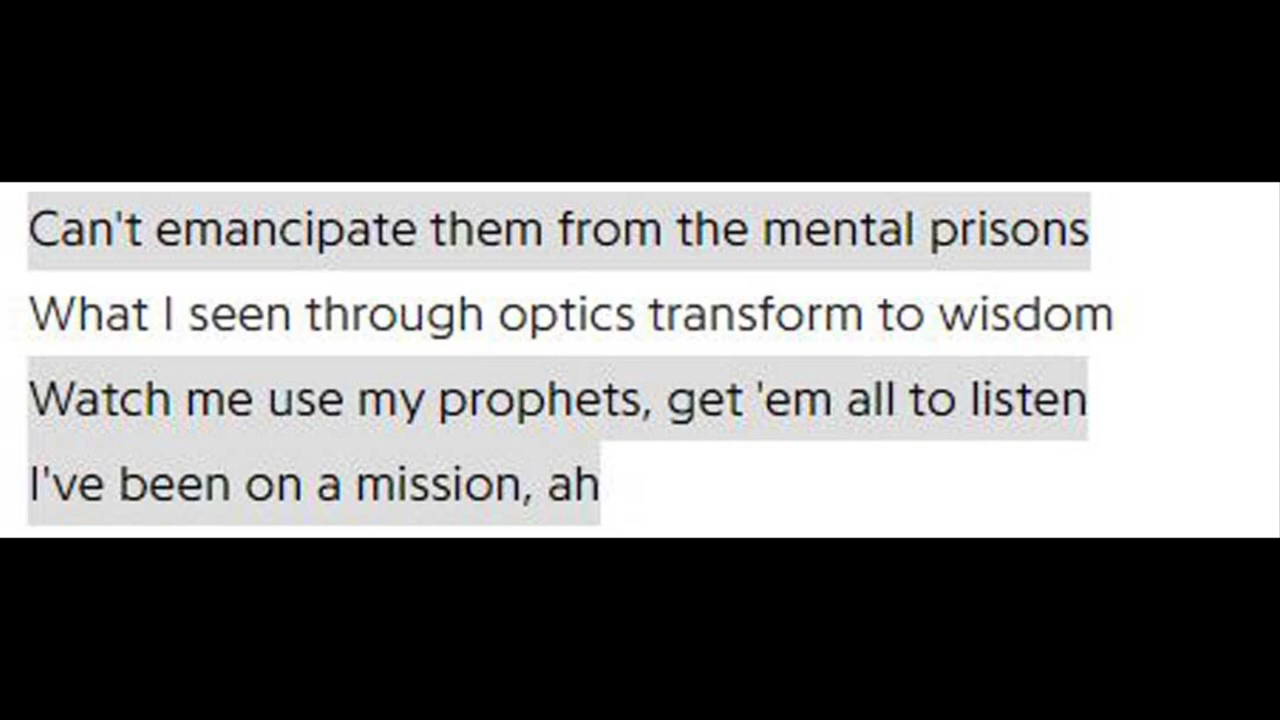 Can't emancipate them from the mental prisons
What I seen through optics transform to wisdom
Watch me use my prophets, get 'em all to listen
I've been on a mission, ah